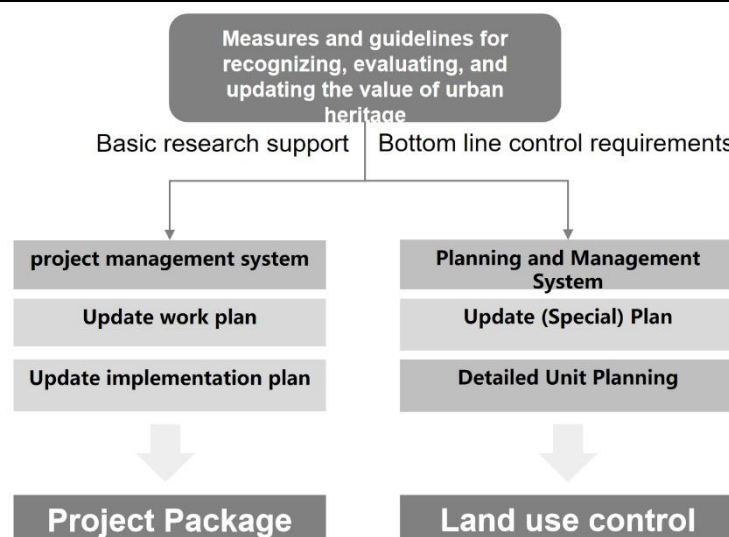 Measures and guidelines for
recognizing, evaluating, and
updating the value of urban
heritage
Basic research support
Bottom line control requirements
project management system
Planning and Management
System
Update work plan
Update (Special) Plan
Update implementation plan
Detailed Unit Planning
Project Package
Land use control